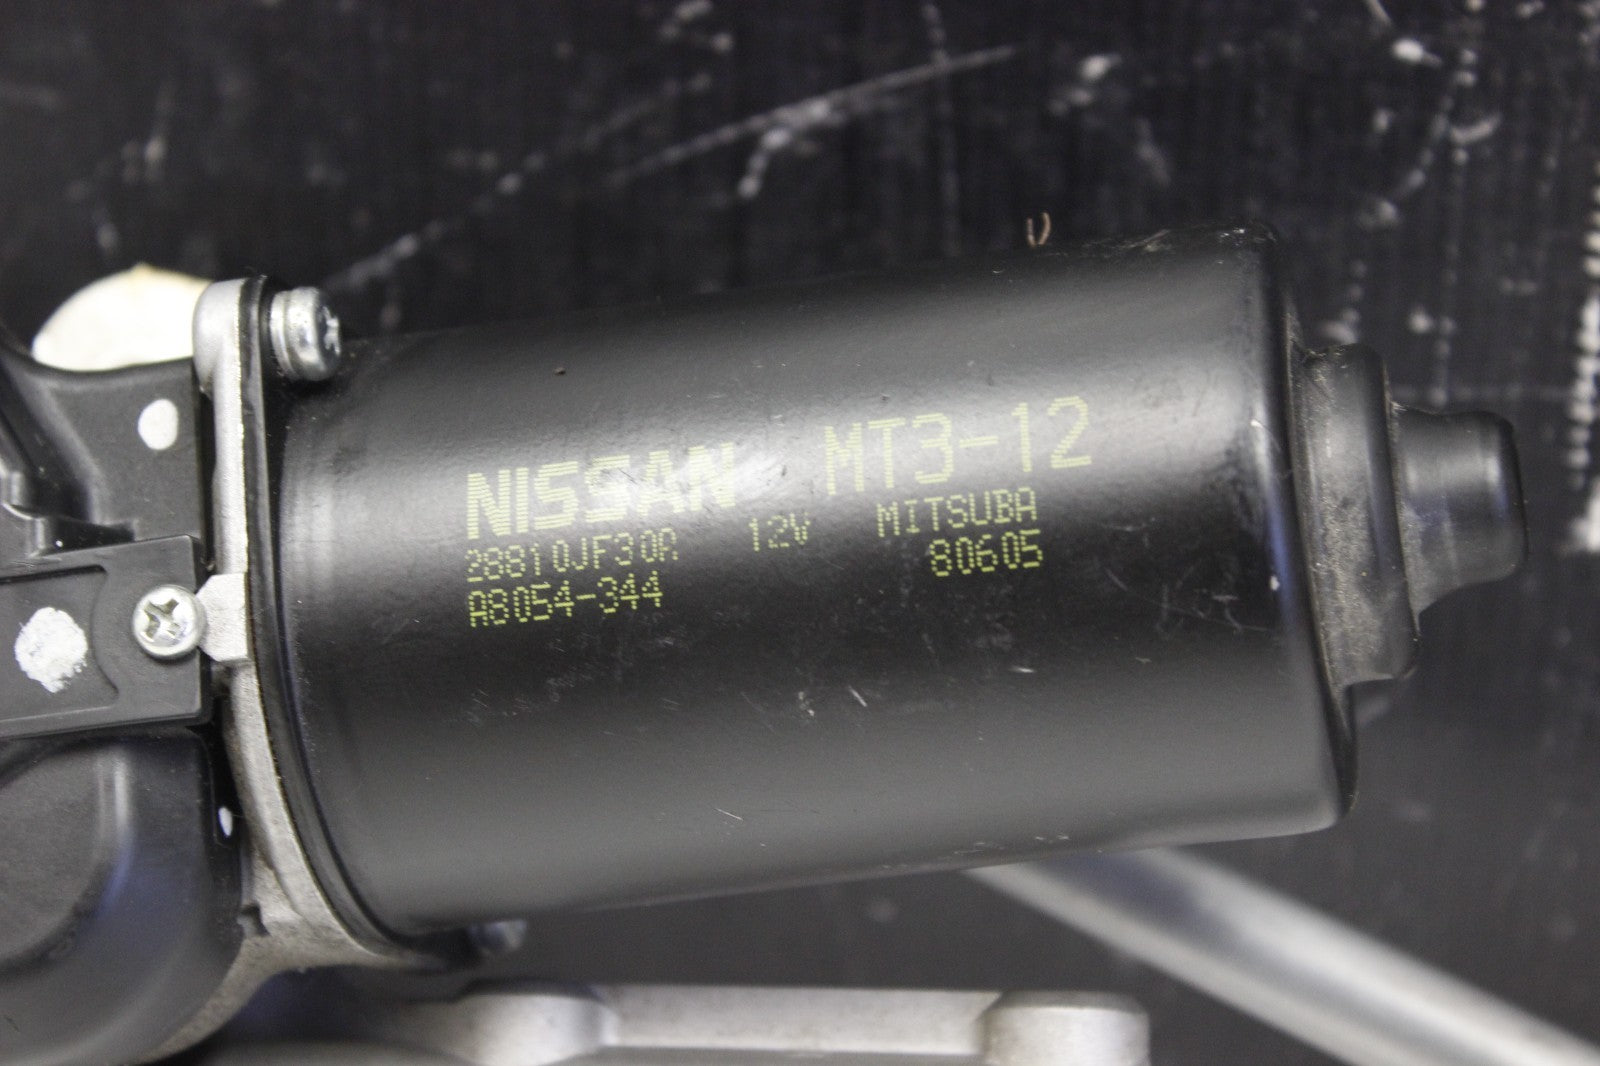 NISSAN MT3-12
28810JF30A 12V MITSUBA
A8054-344 80605